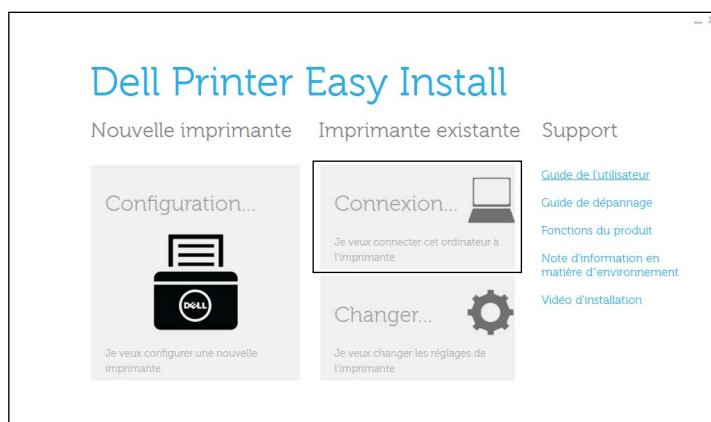 Dell Printer Easy Install
Nouvelle imprimante
Imprimante existante
Support
Configuration...
DELL
Je veux configurer une nouvelle
imprimante
Connexion...
Je veux connecter cet ordinateur à
l'imprimante
Changer...
Je veux changer les réglages de
l'imprimante
Guide de l'utilisateur
Guide de dépannage
Fonctions du produit
Note d'information en
matière d"environnement
Vidéo d'installation